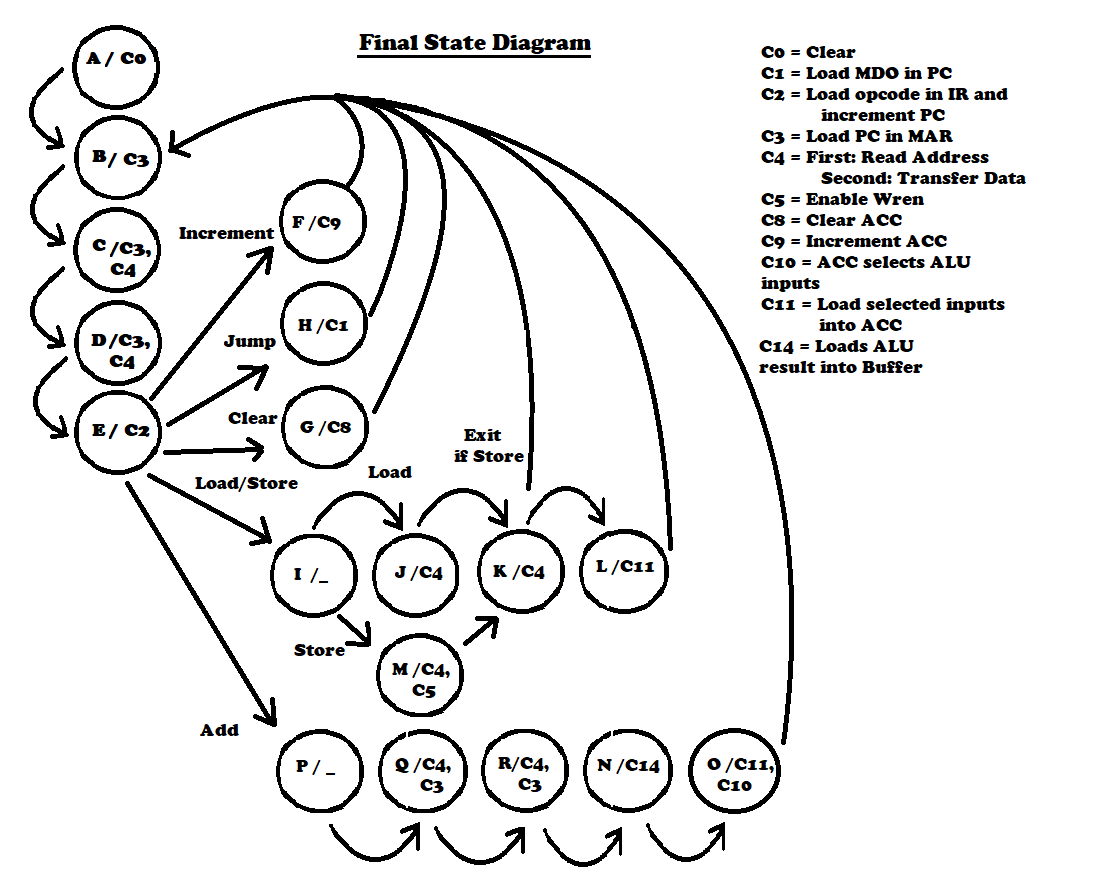 Final State Diagram
A / C0
B / C3
C /C3,
C4
D /C3,
C4
E / C2
Increment
F /C9
Jump
H /C1
Clear
G /C8
Load/Store
Load
Exit
if Store
I /_
J /C4
K /C4
L /C11
Store
M /C4,
C5
Add
P / _
Q /C4,
C3
R/C4,
C3
N /C14
O /C11,
C10
C0 = Clear
C1 = Load MDO in PC
C2 = Load opcode in IR and
increment PC
C3 = Load PC in MAR
C4 = First: Read Address
Second: Transfer Data
C5 = Enable Wren
C8 = Clear ACC
C9 = Increment ACC
C10 = ACC selects ALU
inputs
C11 = Load selected inputs
into ACC
C14 = Loads ALU
result into Buffer